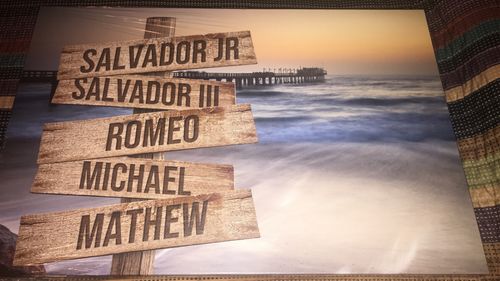 SALVADOR JR
SALVADOR III
ROMEO
MICHAEL
MATHEW